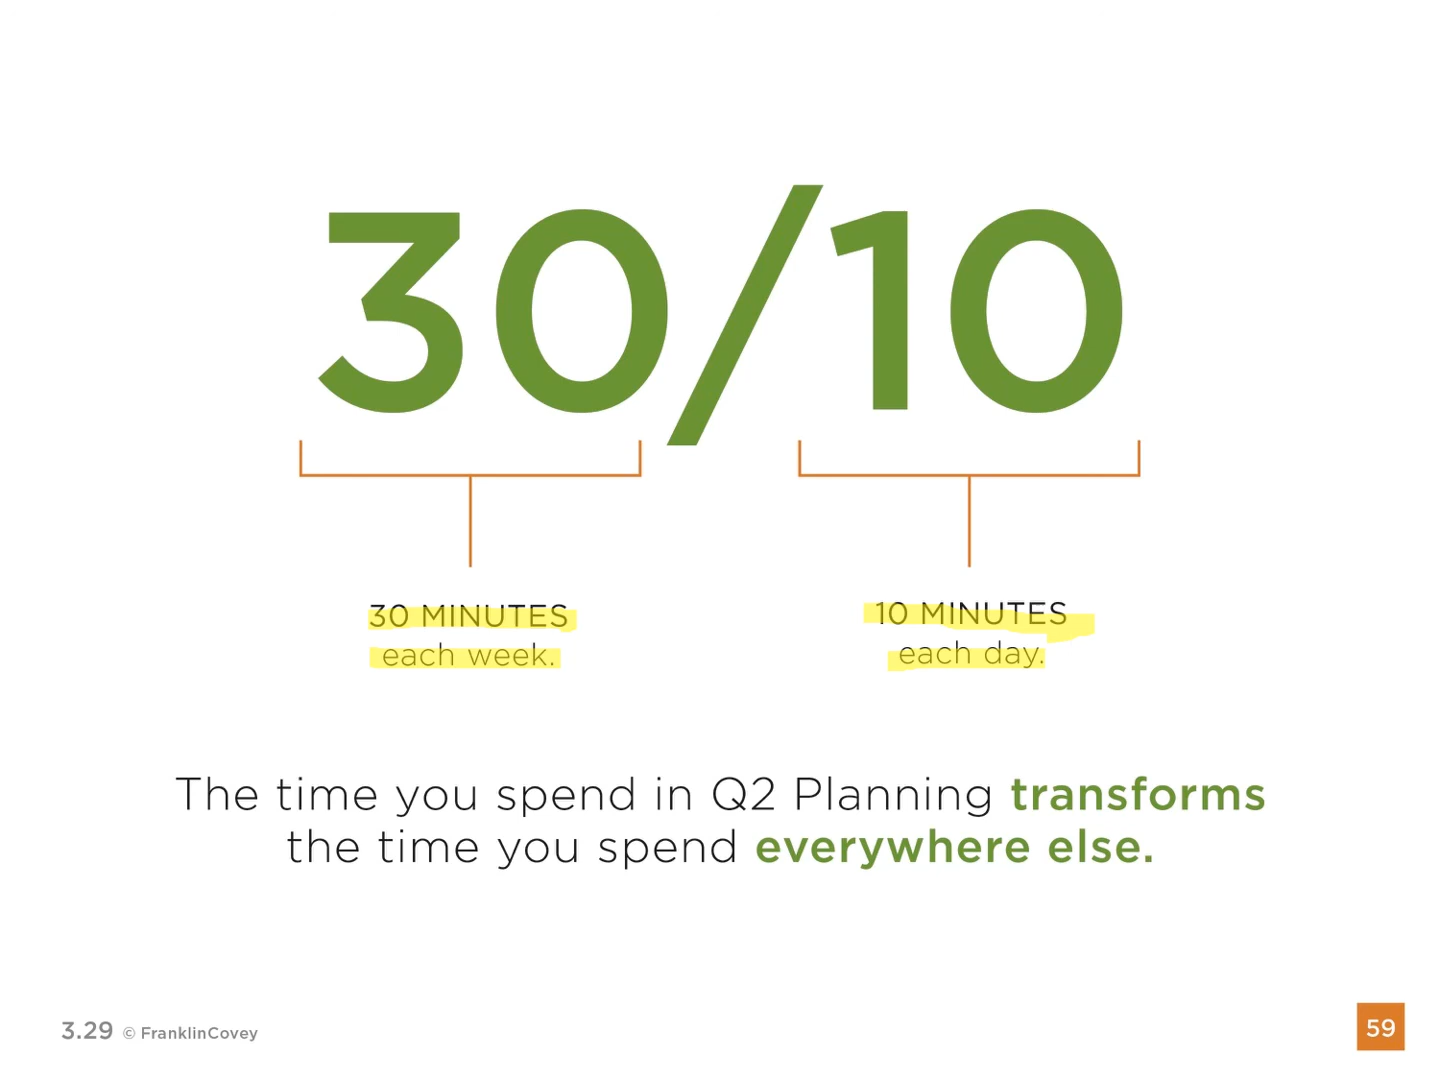 30/10
30 MINUTES
each week.
10 MINUTES
each day.
The time you spend in Q2 Planning transforms
the time you spend everywhere else.
3.29 © FranklinCovey
59